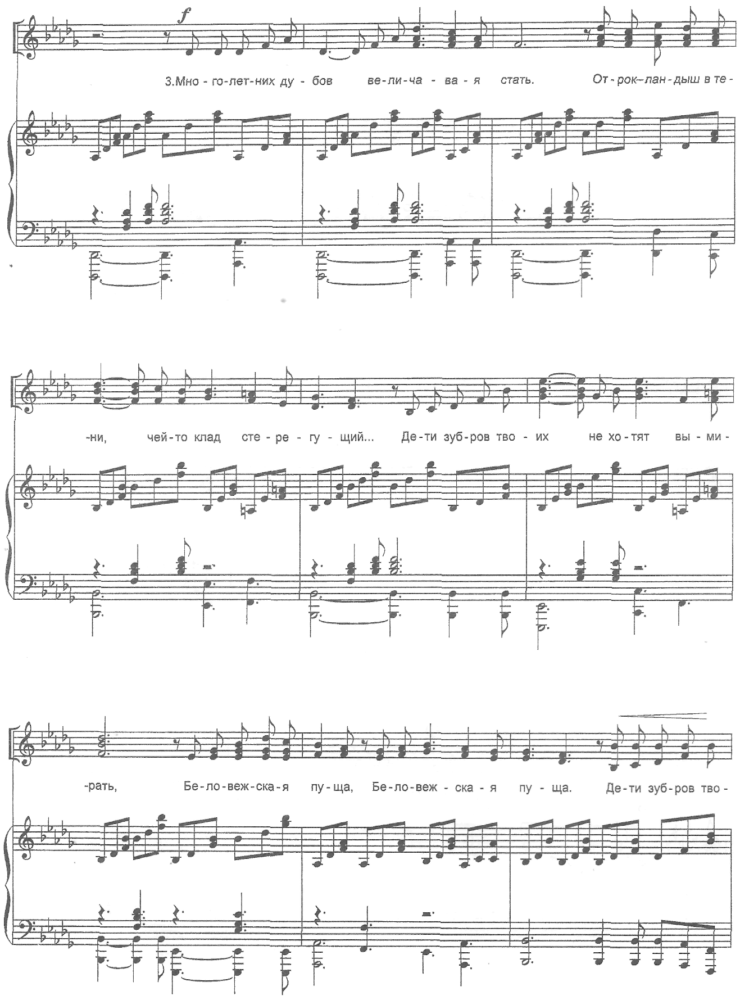 f
3.Мно - го-лет-них ду - бов ве-ли-ча - ва - я стать. От-рок–лан-дыш в те -
-ни, чей-то клад сте - ре - гу - щий... Де-ти зуб-ров тво - их не хо-тят вы - ми -
-рать, Бе-ло-веж-ска-я пу-ща, Бе-ло-веж - ска - я пу - ща. Де-ти зуб-ров тво -